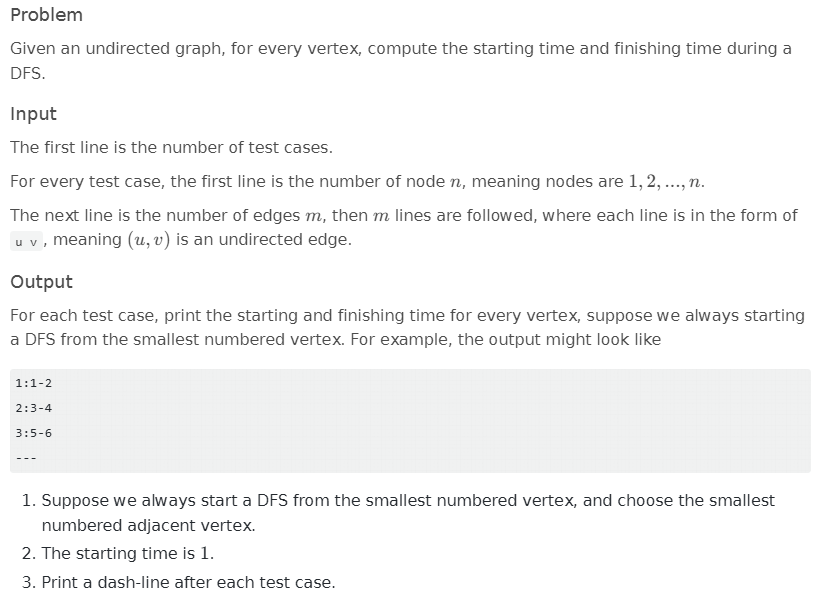 Problem
Given an undirected graph, for every vertex, compute the starting time and finishing time during a
DFS.
Input
The first line is the number of test cases.
For every test case, the first line is the number of node n, meaning nodes are 1, 2, ..., n.
The next line is the number of edges m, then m lines are followed, where each line is in the form of
u v, meaning (u, v) is an undirected edge.
Output
For each test case, print the starting and finishing time for every vertex, suppose we always starting
a DFS from the smallest numbered vertex. For example, the output might look like
1:1-2
2:3-4
3:5-6
---
1. Suppose we always start a DFS from the smallest numbered vertex, and choose the smallest
numbered adjacent vertex.
2. The starting time is 1.
3. Print a dash-line after each test case.